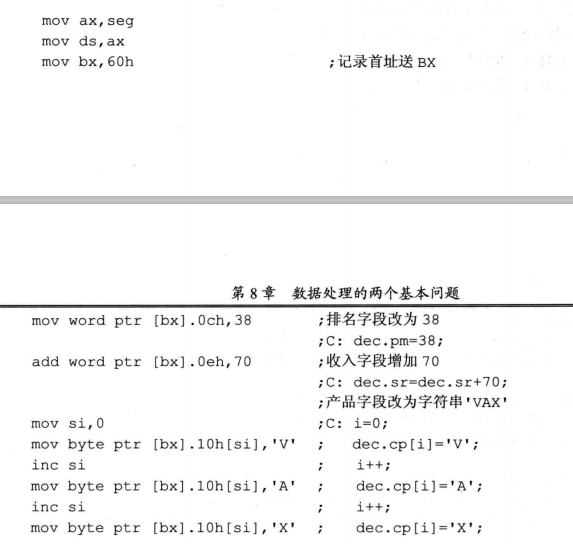 mov ax,seg
mov ds,ax
mov bx,60h ;记录首址送 BX
第 8 章 数据处理的两个基本问题
mov word ptr [bx].0ch,38 ;排名字段改为 38
;C: dec.pm=38;
add word ptr [bx].0eh,70 ;收入字段增加 70
;C: dec.sr=dec.sr+70;
;产品字段改为字符串'VAX'
mov si,0 ;C: i=0;
mov byte ptr [bx].10h[si],'V' ; dec.cp[i]='V';
inc si ; i++;
mov byte ptr [bx].10h[si],'A' ; dec.cp[i]='A';
inc si ; i++;
mov byte ptr [bx].10h[si],'X' ; dec.cp[i]='X';